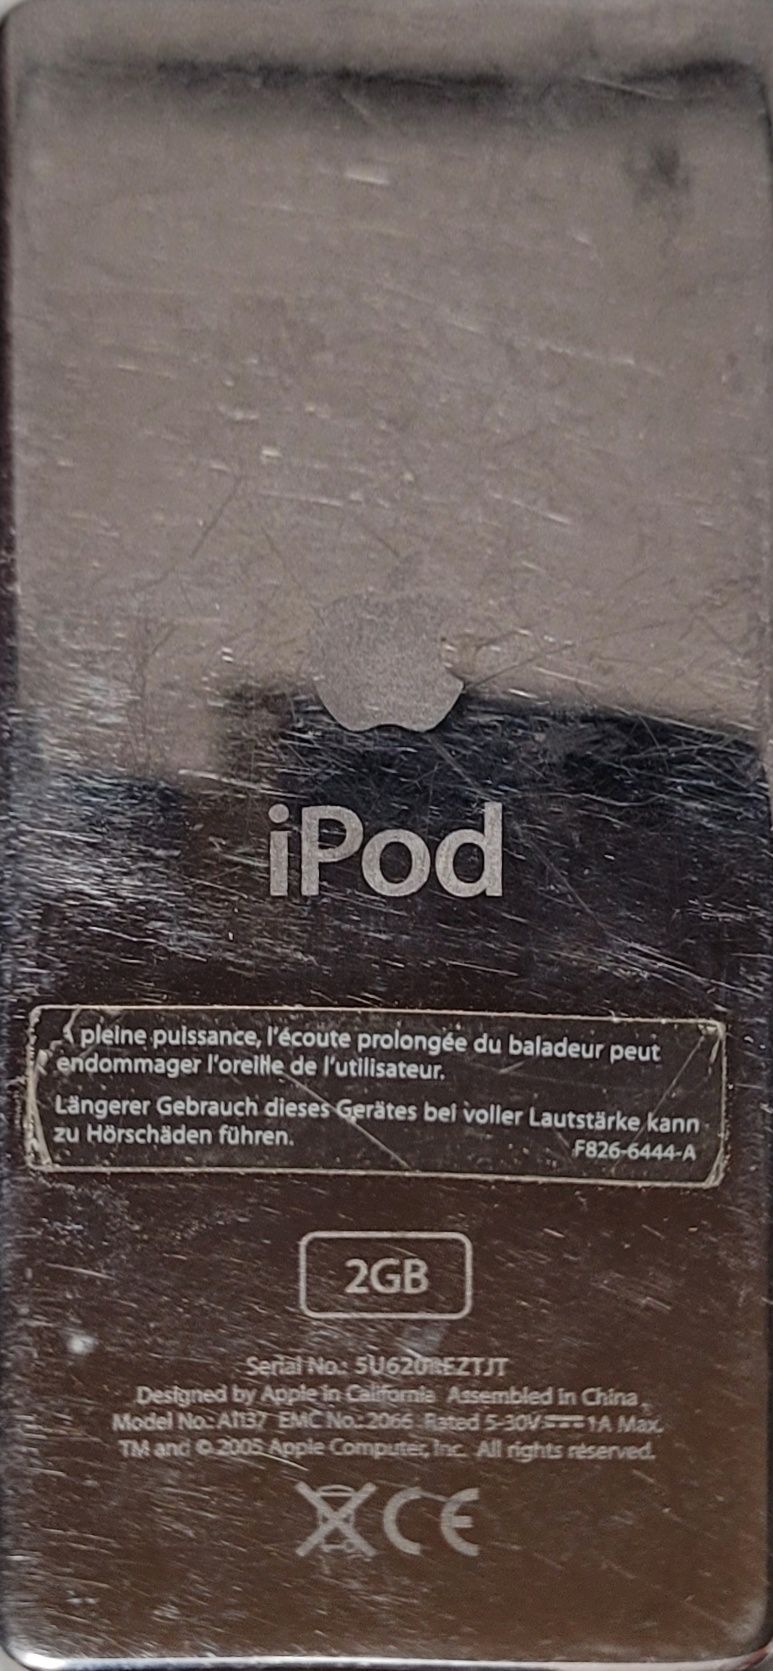 iPod
pleine puissance, l'écoute prolongée du baladeur peut
endommager l'oreille de l'utilisateur.
Längerer Gebrauch dieses Gerätes bei voller Lautstärke kann
zu Hörschäden führen.
F826-6444-A
2GB
Serial No.:
Designed by Apple in California Assembled in China
Model No.: A1137 EMC No.: 2066 Rated 5-30V 1A Max.
TM and © 2005 Apple Computer, Inc. All rights reserved.
CE